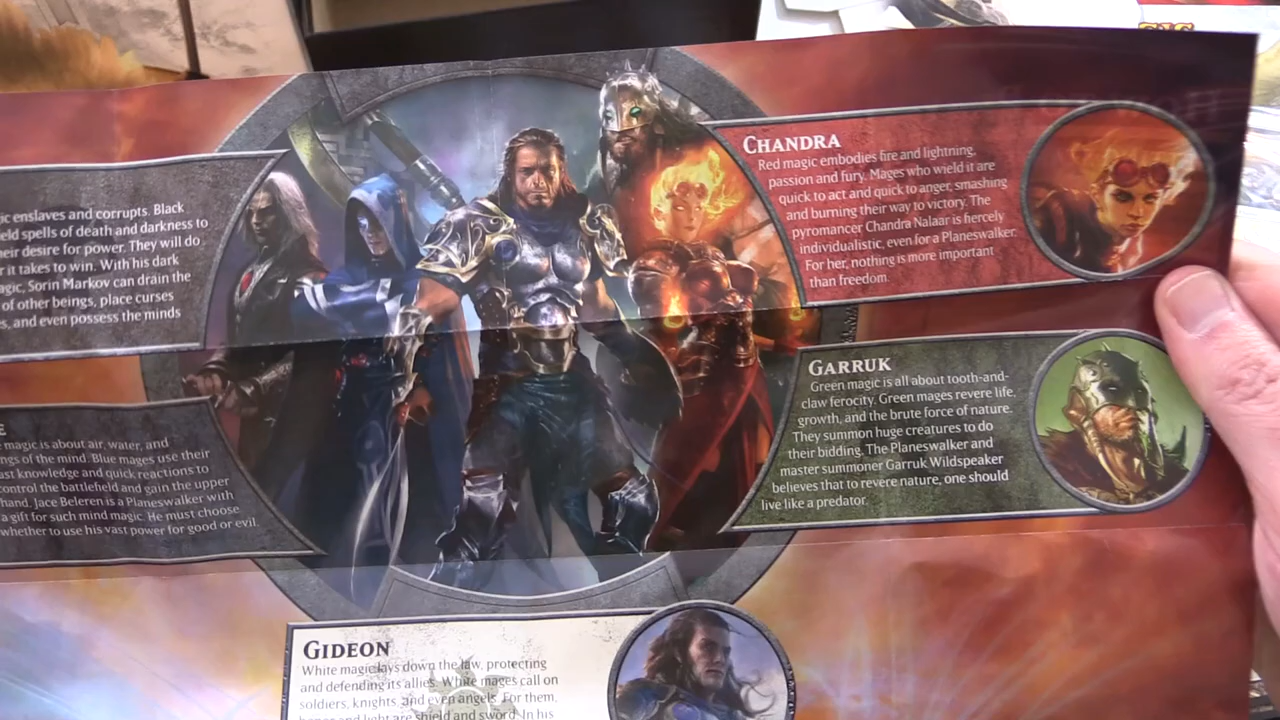 enslaves and corrupts. Black
spells of death and darkness to
desire for power. They will do
it takes to win. With his dark
Sorin Markov can drain the
of other beings, place curses
and even possess the minds
magic is about air, water, and
of the mind. Blue mages use their
knowledge and quick reactions to
control the battlefield and gain the upper
hand. Jace Beleren is a Planeswalker with
a gift for such mind magic. He must choose
whether to use his vast power for good or evil.
CHANDRA
Red magic embodies fire and lightning,
passion and fury. Mages who wield it are
quick to act and quick to anger, smashing
and burning their way to victory. The
pyromancer Chandra Nalaar is fiercely
individualistic, even for a Planeswalker.
For her, nothing is more important
than freedom.
GARRUK
Green magic is all about tooth-and-
claw ferocity. Green mages revere life,
growth, and the brute force of nature.
They summon huge creatures to do
their bidding. The Planeswalker and
master summoner Garruk Wildspeaker
believes that to revere nature, one should
live like a predator.
GIDEON
White magic lays down the law, protecting
and defending its allies. White mages call on
soldiers, knights, and even angels. For them,
and light are shield and sword. In his